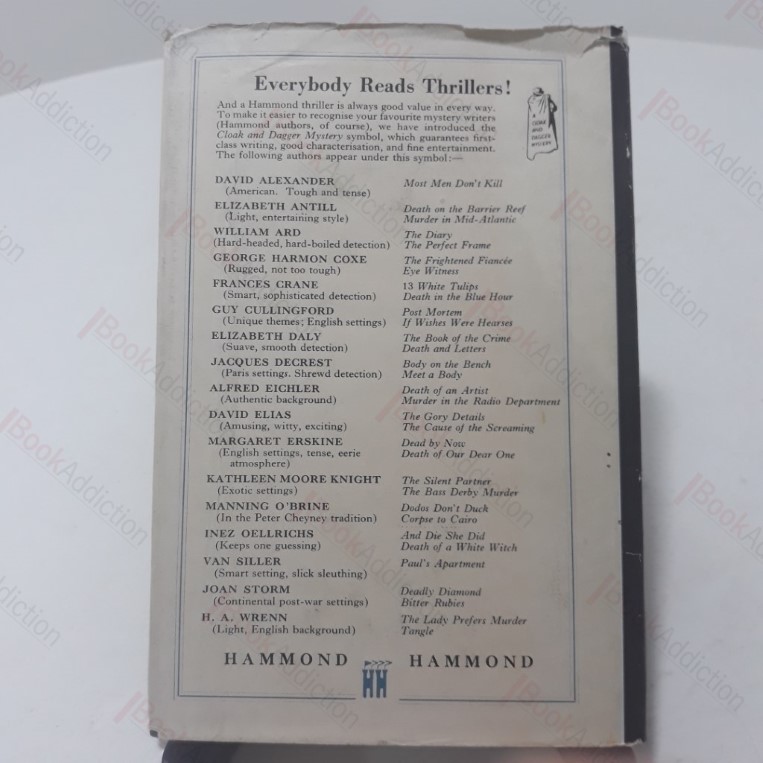 Everybody Reads Thrillers!
And a Hammond thriller is always good value in every way.
To make it easier to recognise your favourite mystery writers
(Hammond authors, of course), we have introduced the
Cloak and Dagger Mystery symbol, which guarantees first-
class writing, good characterisation, and fine entertainment.
The following authors appear under this symbol:—
A
CLOAK
AND
DAGGER
MYSTERY
DAVID ALEXANDER Most Men Don't Kill
(American. Tough and tense)
ELIZABETH ANTILL Death on the Barrier Reef
(Light, entertaining style) Murder in Mid-Atlantic
WILLIAM ARD The Diary
(Hard-headed, hard-boiled detection) The Perfect Frame
GEORGE HARMON COXE The Frightened Fiancée
(Rugged, not too tough) Eye Witness
FRANCES CRANE 13 White Tulips
(Smart, sophisticated detection) Death in the Blue Hour
GUY CULLINGFORD Post Mortem
(Unique themes; English settings) If Wishes Were Hearses
ELIZABETH DALY The Book of the Crime
(Suave, smooth detection) Death and Letters
JACQUES DECREST Body on the Bench
(Paris settings. Shrewd detection) Meet a Body
ALFRED EICHLER Death of an Artist
(Authentic background) Murder in the Radio Department
DAVID ELIAS The Gory Details
(Amusing, witty, exciting) The Cause of the Screaming
MARGARET ERSKINE Dead by Now
(English settings, tense, eerie Death of Our Dear One
atmosphere)
KATHLEEN MOORE KNIGHT The Silent Partner
(Exotic settings) The Bass Derby Murder
MANNING O'BRINE Dodos Don't Duck
(In the Peter Cheyney tradition) Corpse to Cairo
INEZ OELLRICHS And Die She Did
(Keeps one guessing) Death of a White Witch
VAN SILLER Paul's Apartment
(Smart setting, slick sleuthing)
JOAN STORM Deadly Diamond
(Continental post-war settings) Bitter Rubies
H. A. WRENN The Lady Prefers Murder
(Light, English background) Tangle
HAMMOND HH HAMMOND
BookAddiction